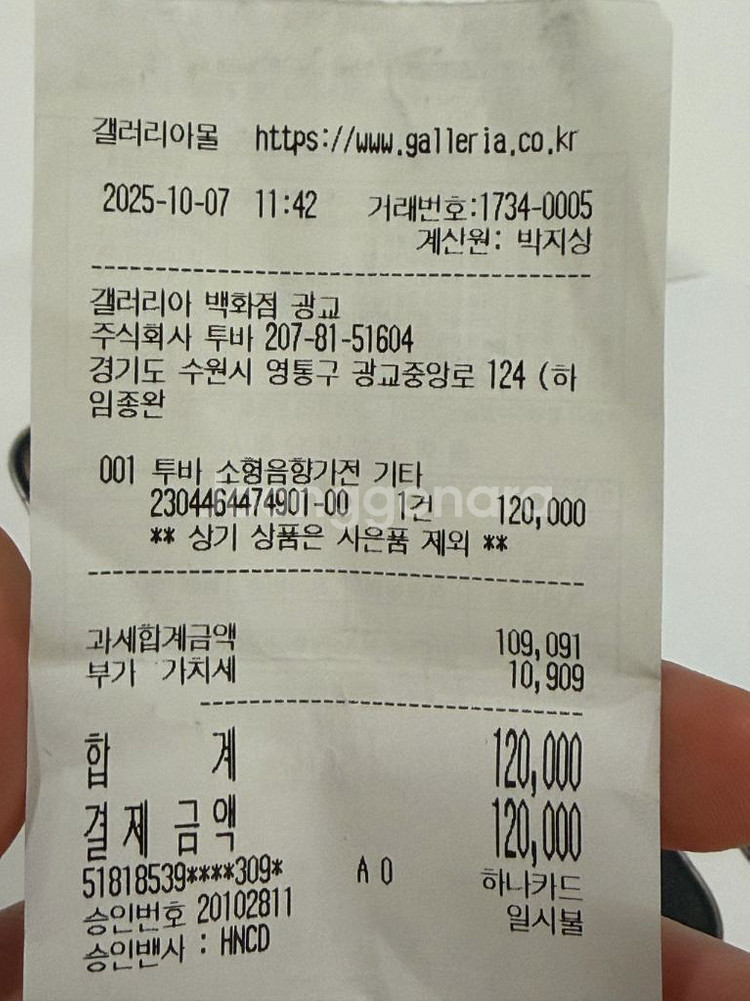 갤러리아몰 https://www.galleria.co.kr
2025-10-07 11:42 거래번호:1734-0005
계산원: 박지상
갤러리아 백화점 광교
주식회사 투바 207-81-51604
경기도 수원시 영통구 광교중앙로 124 (하
임종완
001 투바 소형음향가전 기타
2304464474901-00 1건 120,000
** 상기 상품은 사은품 제외 **
과세합계금액 109,091
부가 가치세 10,909
합 계 120,000
결제 금액 120,000
51818539****309* A 0 하나카드
승인번호 20102811 일시불
승인밴사 : HNCD